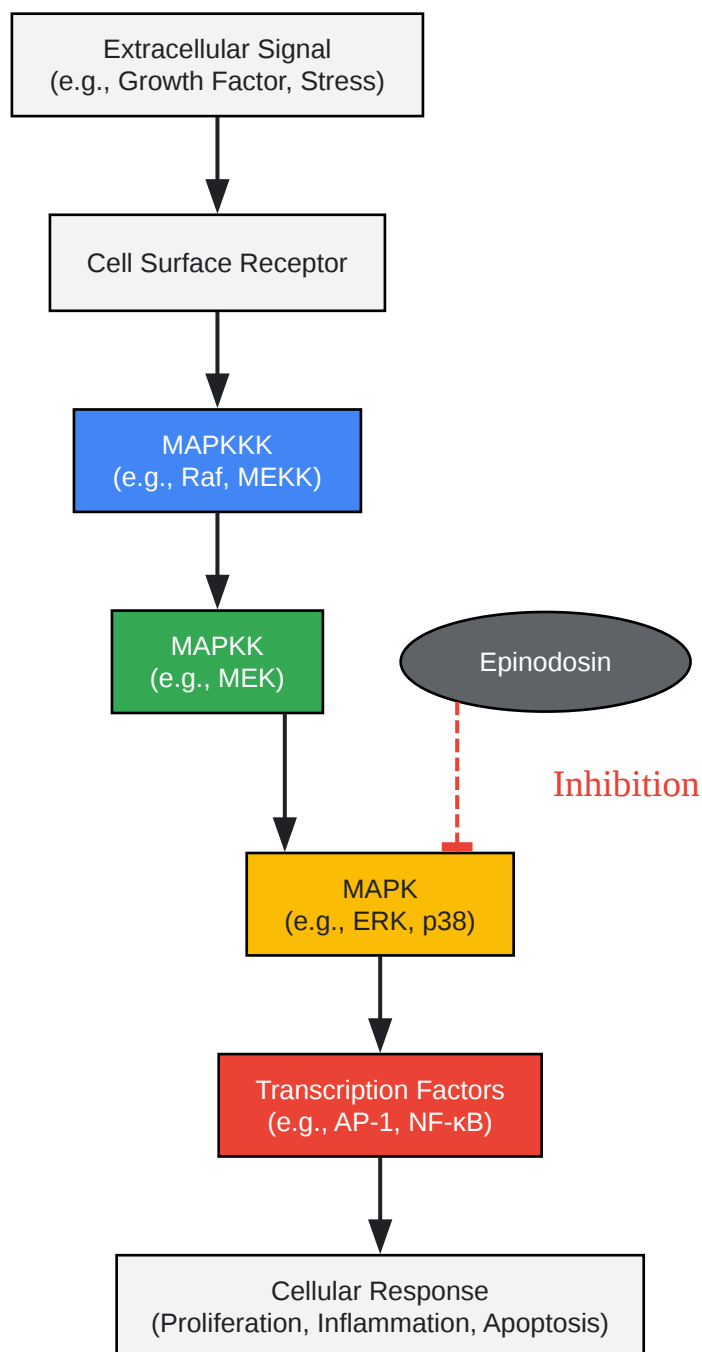 Extracellular Signal
(e.g., Growth Factor, Stress)
Cell Surface Receptor
MAPKKK
(e.g., Raf, MEKK)
MAPKK
(e.g., MEK)
Epinodosin
Inhibition
MAPK
(e.g., ERK, p38)
Transcription Factors
(e.g., AP-1, NF-κB)
Cellular Response
(Proliferation, Inflammation, Apoptosis)